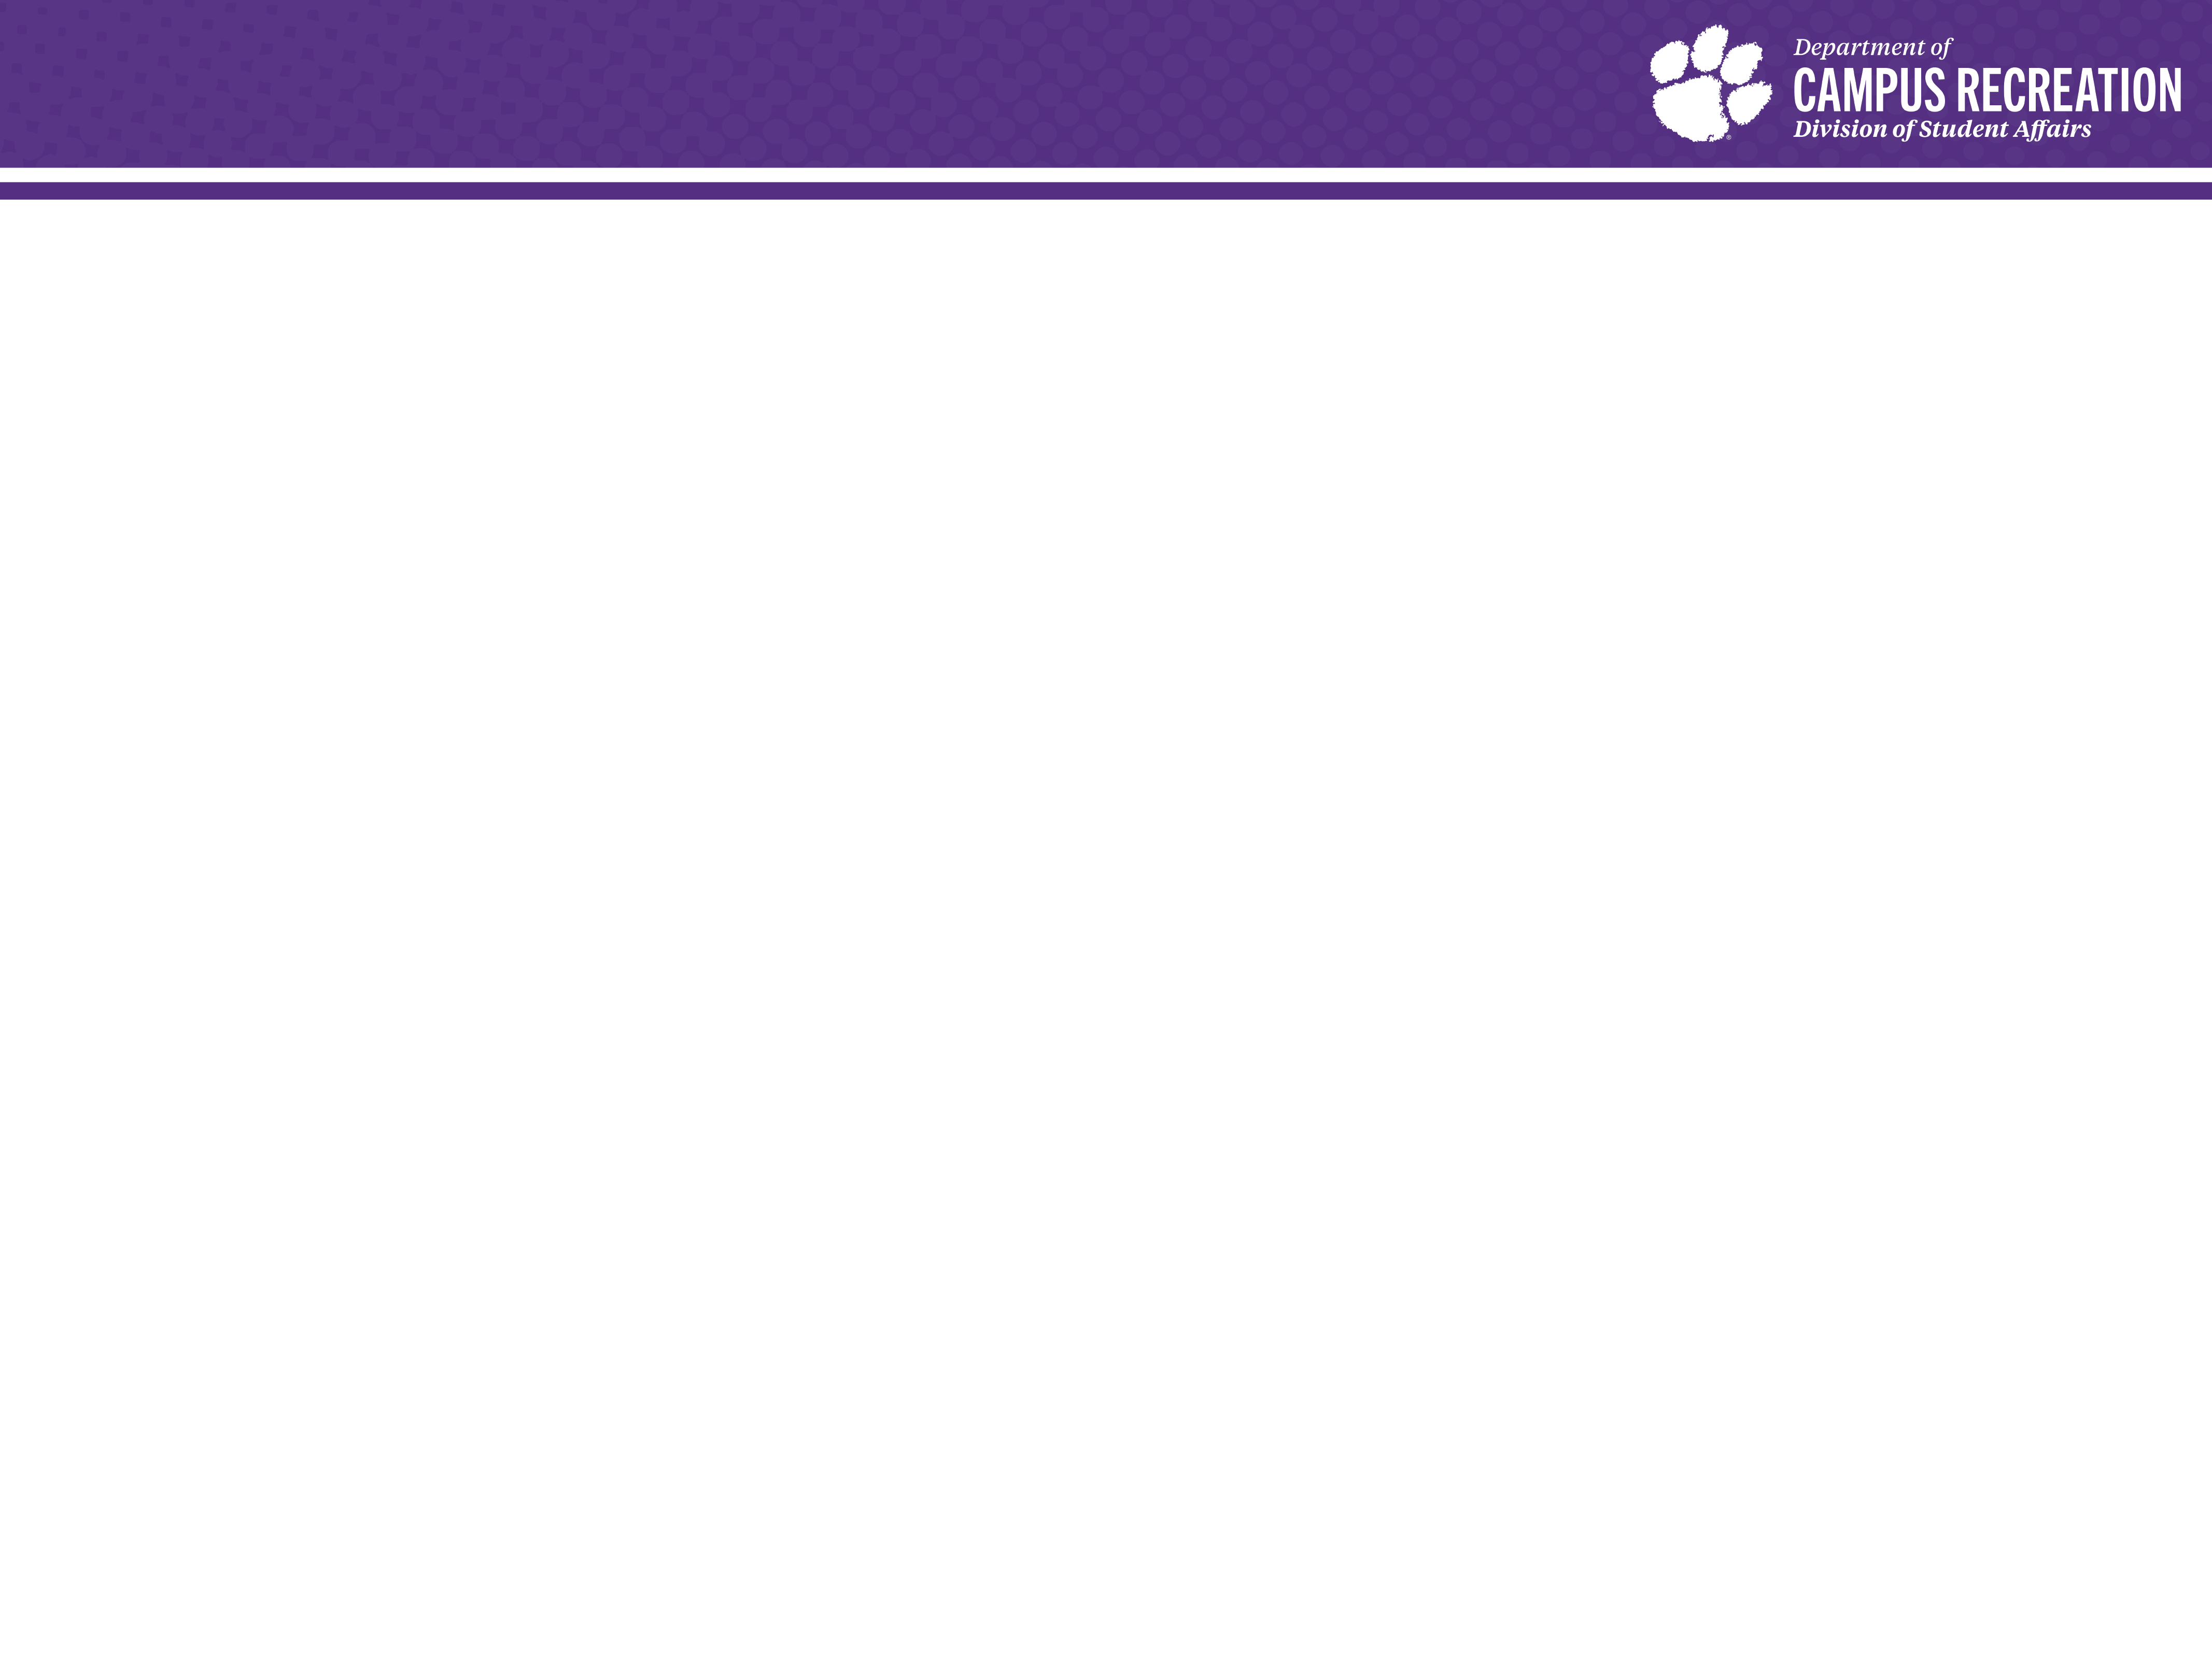 Department of
CAMPUS RECREATION
Division of Student Affairs
®